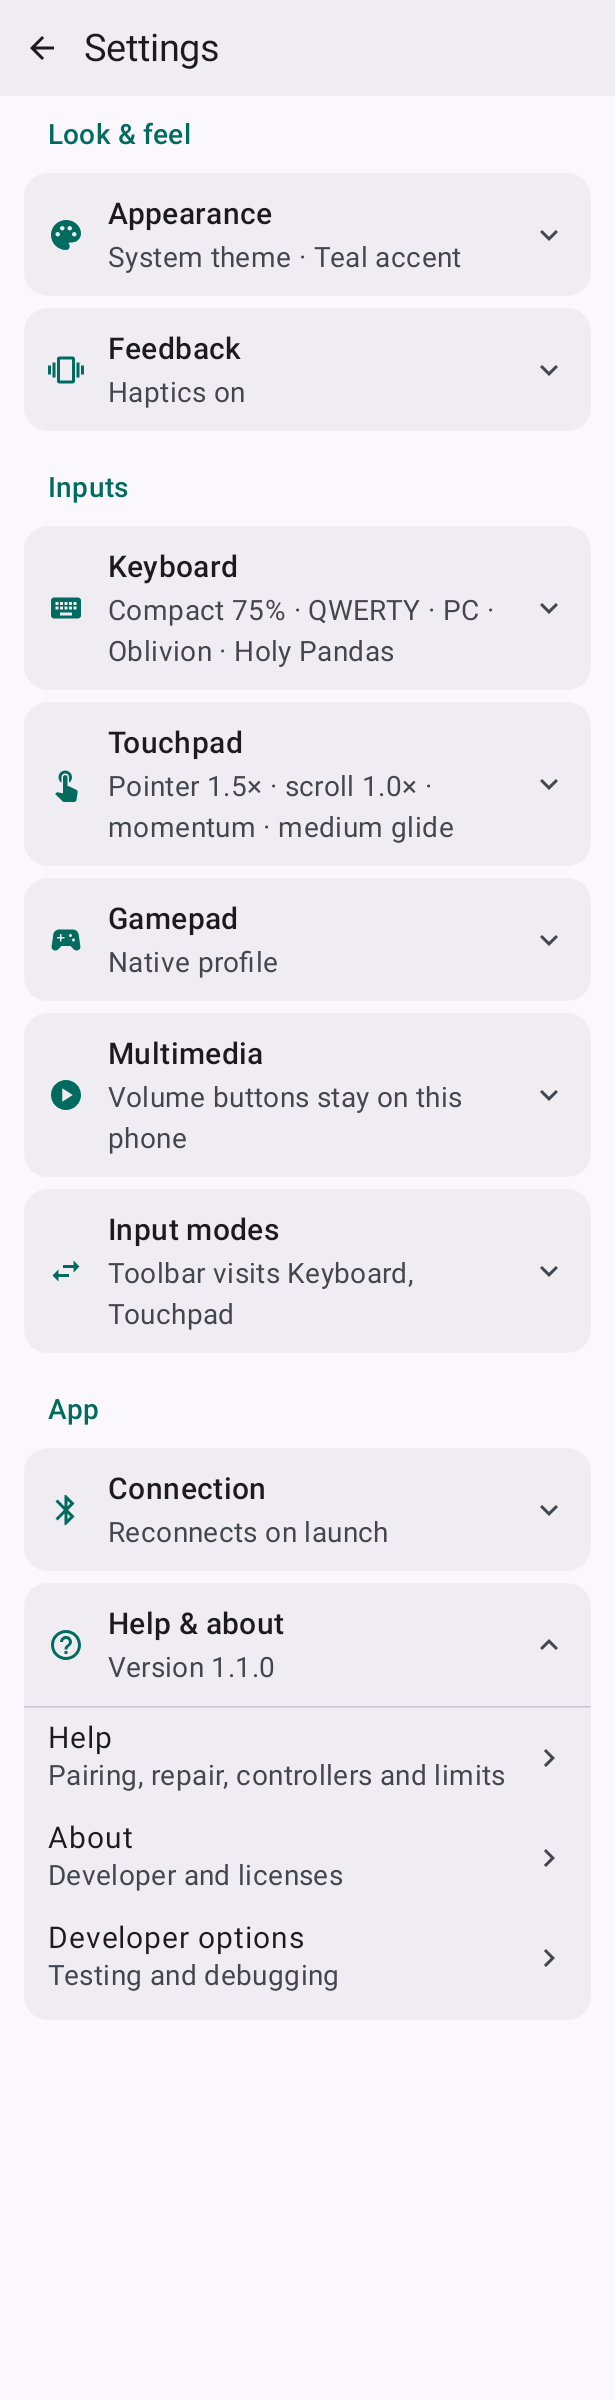 Settings
Look & feel
Appearance
System theme · Teal accent
Feedback
Haptics on
Inputs
Keyboard
Compact 75% · QWERTY · PC ·
Oblivion · Holy Pandas
Touchpad
Pointer 1.5× · scroll 1.0× ·
momentum · medium glide
Gamepad
Native profile
Multimedia
Volume buttons stay on this
phone
Input modes
Toolbar visits Keyboard,
Touchpad
App
Connection
Reconnects on launch
Help & about
Version 1.1.0
Help
Pairing, repair, controllers and limits
About
Developer and licenses
Developer options
Testing and debugging